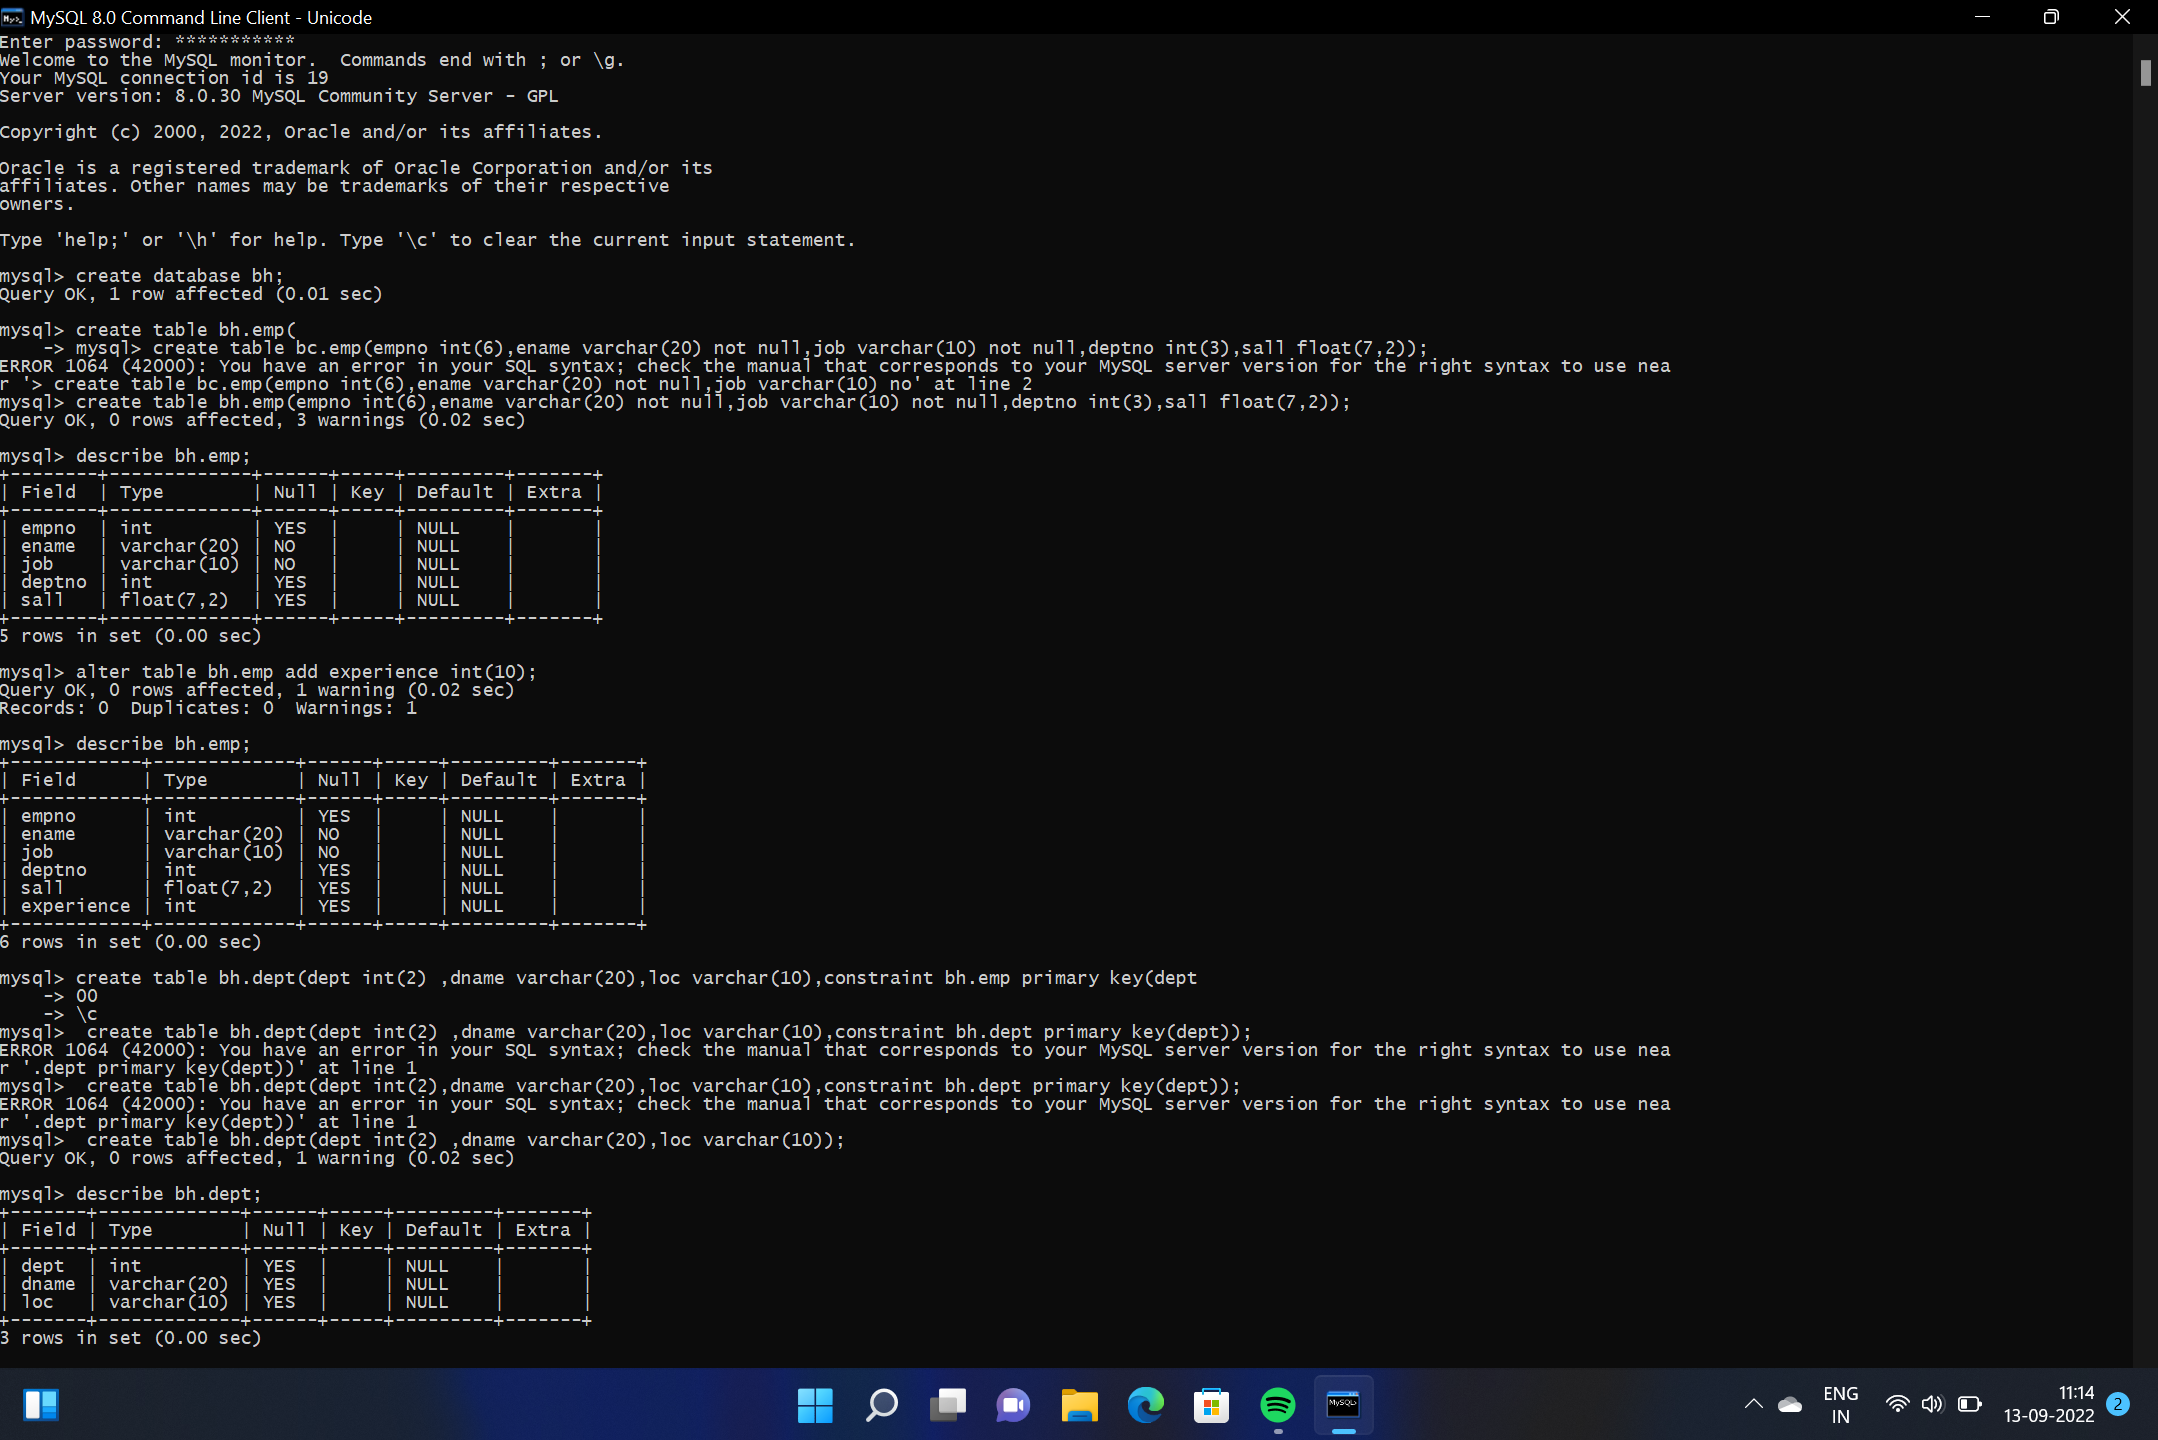 MySQL 8.0 Command Line Client - Unicode
Enter password: ***********
Welcome to the MySQL monitor.  Commands end with ; or \g.
Your MySQL connection id is 19
Server version: 8.0.30 MySQL Community Server - GPL
Copyright (c) 2000, 2022, Oracle and/or its affiliates.
Oracle is a registered trademark of Oracle Corporation and/or its
affiliates. Other names may be trademarks of their respective
owners.
Type 'help;' or '\h' for help. Type '\c' to clear the current input statement.
mysql> create database bh;
Query OK, 1 row affected (0.01 sec)
mysql> create table bh.emp(
    -> mysql> create table bc.emp(empno int(6),ename varchar(20) not null,job varchar(10) not null,deptno int(3),sall float(7,2));
ERROR 1064 (42000): You have an error in your SQL syntax; check the manual that corresponds to your MySQL server version for the right syntax to use nea
r '> create table bc.emp(empno int(6),ename varchar(20) not null,job varchar(10) no' at line 2
mysql> create table bh.emp(empno int(6),ename varchar(20) not null,job varchar(10) not null,deptno int(3),sall float(7,2));
Query OK, 0 rows affected, 3 warnings (0.02 sec)
mysql> describe bh.emp;
+--------+-------------+------+-----+---------+-------+
| Field  | Type        | Null | Key | Default | Extra |
+--------+-------------+------+-----+---------+-------+
| empno  | int         | YES  |     | NULL    |       |
| ename  | varchar(20) | NO   |     | NULL    |       |
| job    | varchar(10) | NO   |     | NULL    |       |
| deptno | int         | YES  |     | NULL    |       |
| sall   | float(7,2)  | YES  |     | NULL    |       |
+--------+-------------+------+-----+---------+-------+
5 rows in set (0.00 sec)
mysql> alter table bh.emp add experience int(10);
Query OK, 0 rows affected, 1 warning (0.02 sec)
Records: 0  Duplicates: 0  Warnings: 1
mysql> describe bh.emp;
+------------+-------------+------+-----+---------+-------+
| Field      | Type        | Null | Key | Default | Extra |
+------------+-------------+------+-----+---------+-------+
| empno      | int         | YES  |     | NULL    |       |
| ename      | varchar(20) | NO   |     | NULL    |       |
| job        | varchar(10) | NO   |     | NULL    |       |
| deptno     | int         | YES  |     | NULL    |       |
| sall       | float(7,2)  | YES  |     | NULL    |       |
| experience | int         | YES  |     | NULL    |       |
+------------+-------------+------+-----+---------+-------+
6 rows in set (0.00 sec)
mysql> create table bh.dept(dept int(2) ,dname varchar(20),loc varchar(10),constraint bh.emp primary key(dept
    -> 00
    -> \c
mysql>  create table bh.dept(dept int(2) ,dname varchar(20),loc varchar(10),constraint bh.dept primary key(dept));
ERROR 1064 (42000): You have an error in your SQL syntax; check the manual that corresponds to your MySQL server version for the right syntax to use nea
r '.dept primary key(dept))' at line 1
mysql>  create table bh.dept(dept int(2),dname varchar(20),loc varchar(10),constraint bh.dept primary key(dept));
ERROR 1064 (42000): You have an error in your SQL syntax; check the manual that corresponds to your MySQL server version for the right syntax to use nea
r '.dept primary key(dept))' at line 1
mysql>  create table bh.dept(dept int(2) ,dname varchar(20),loc varchar(10));
Query OK, 0 rows affected, 1 warning (0.02 sec)
mysql> describe bh.dept;
+-------+-------------+------+-----+---------+-------+
| Field | Type        | Null | Key | Default | Extra |
+-------+-------------+------+-----+---------+-------+
| dept  | int         | YES  |     | NULL    |       |
| dname | varchar(20) | YES  |     | NULL    |       |
| loc   | varchar(10) | YES  |     | NULL    |       |
+-------+-------------+------+-----+---------+-------+
3 rows in set (0.00 sec)
MySQL>
ENG
IN
11:14
13-09-2022
2